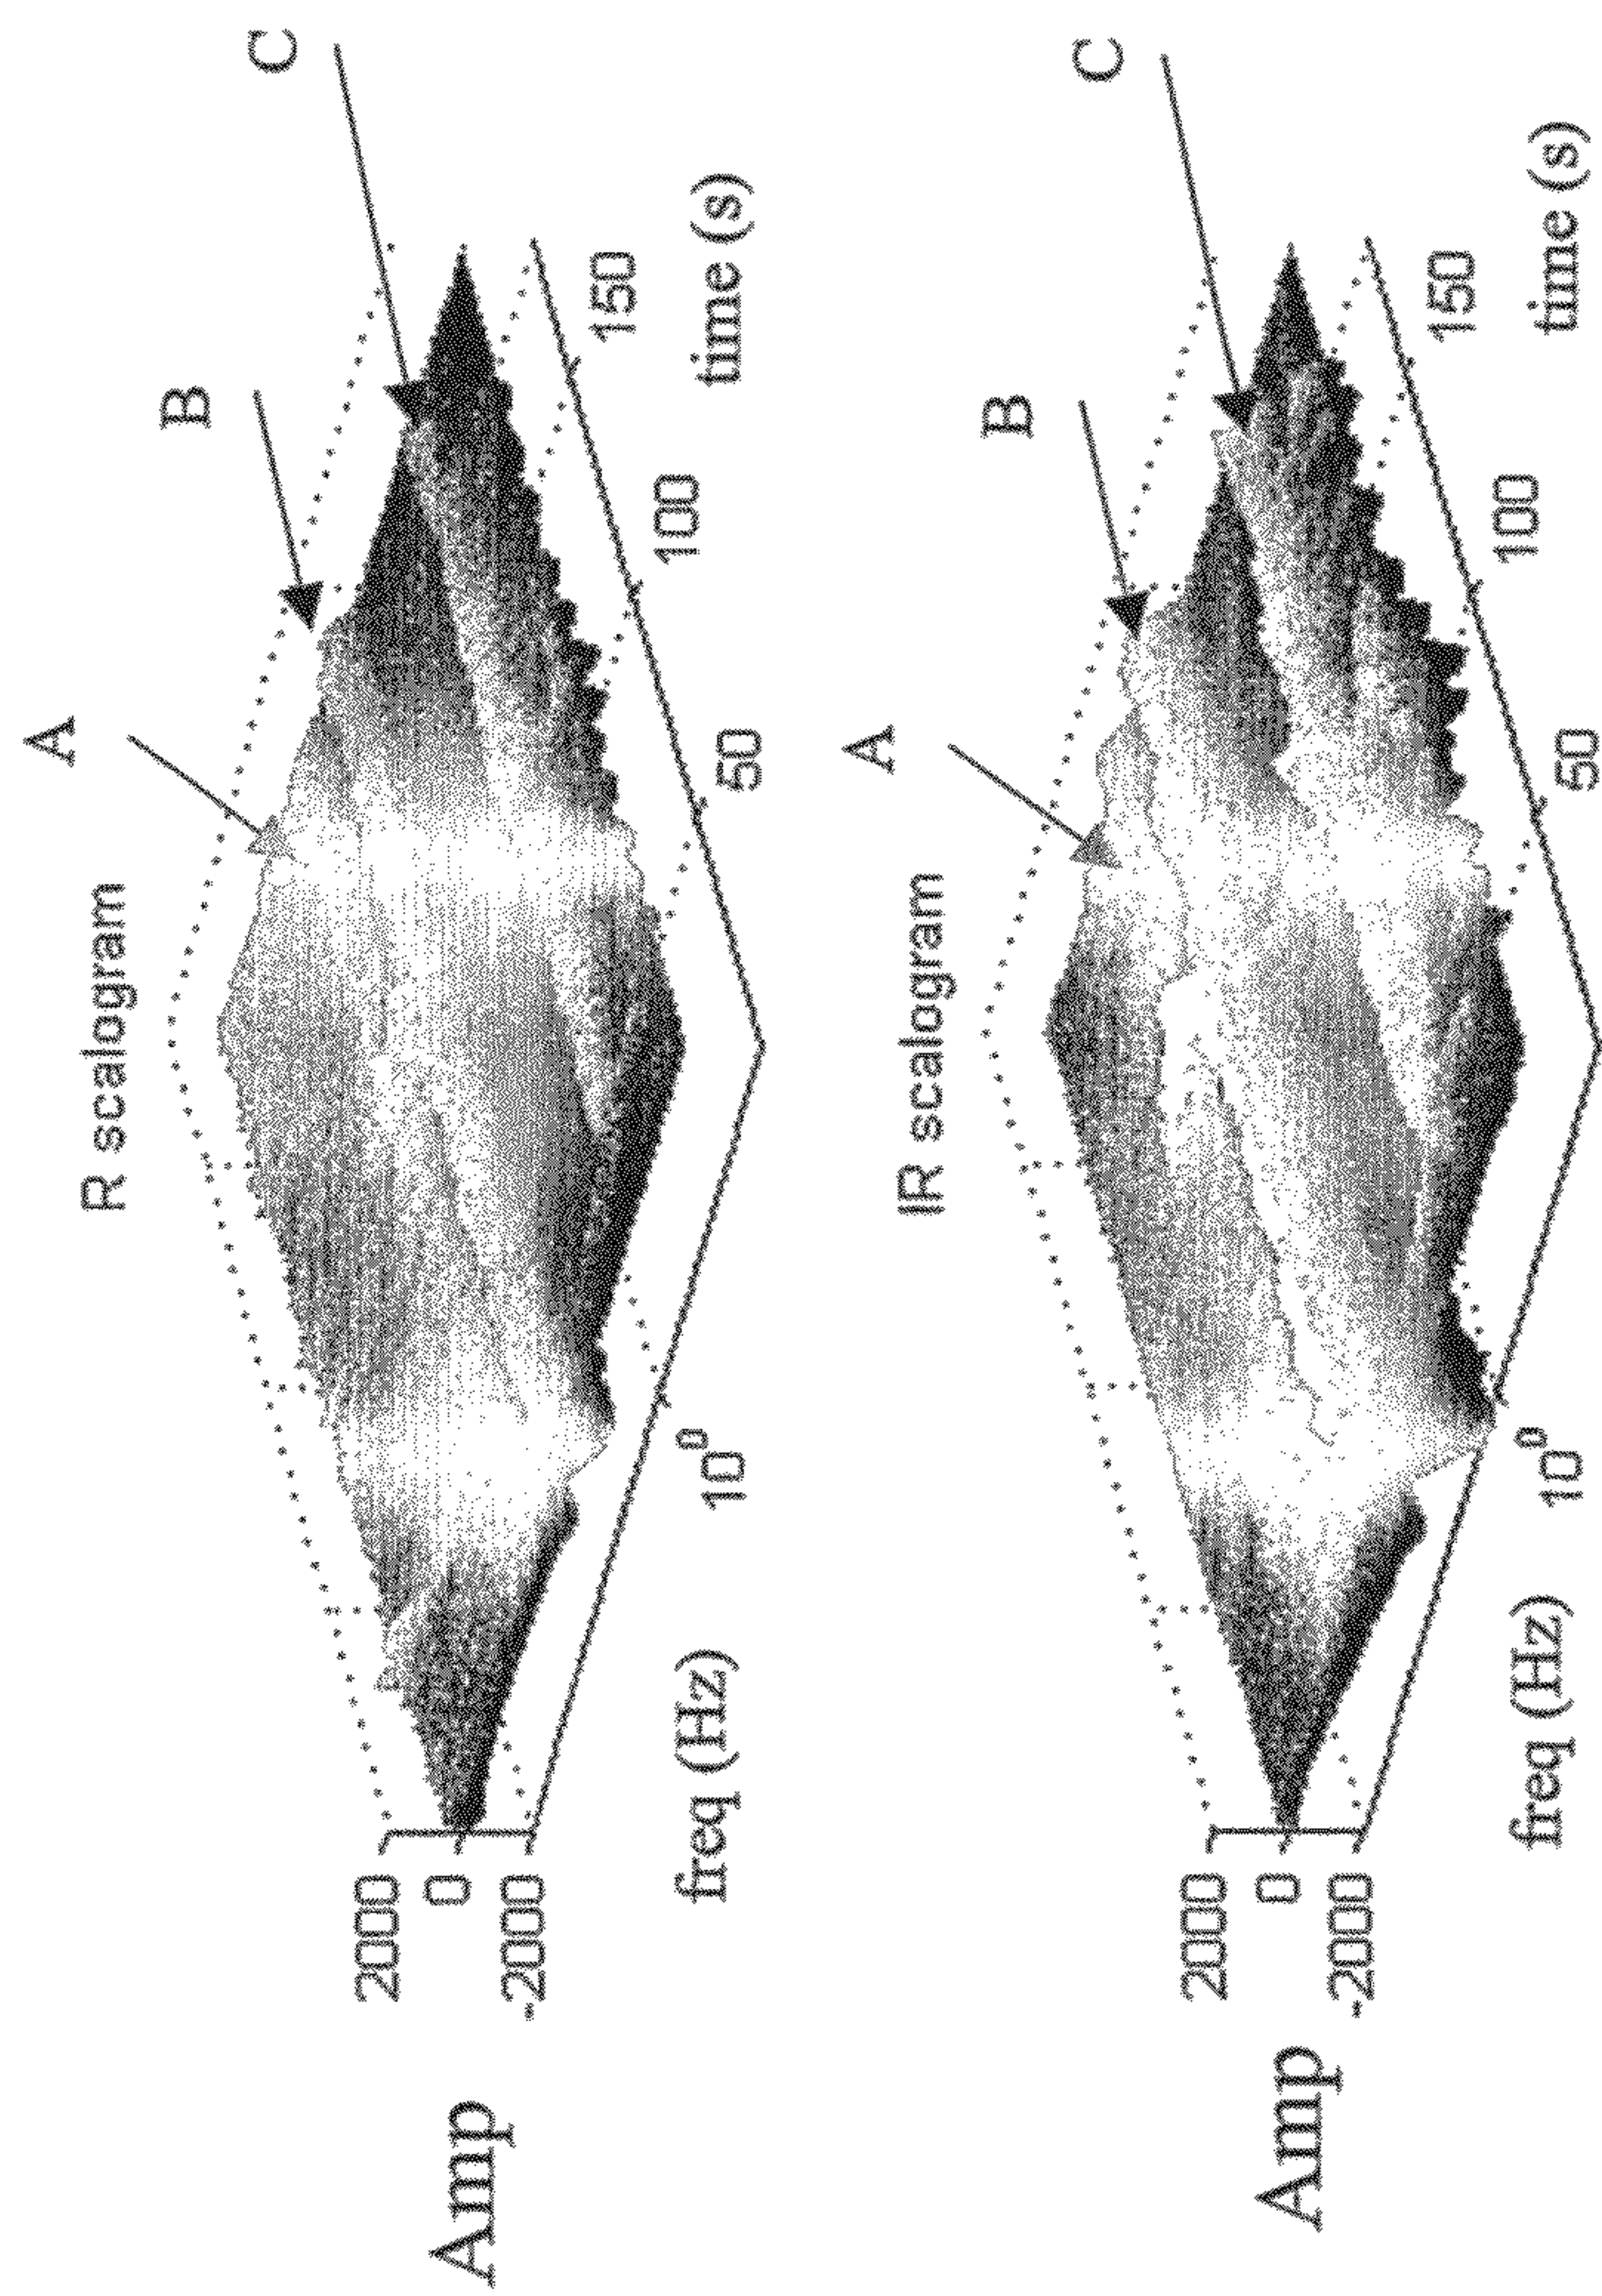 R scalogram
A
B
C
2000
0
-2000
Amp
freq (Hz)
10⁰
50
100
150
time (s)
IR scalogram
A
B
C
2000
0
-2000
Amp
freq (Hz)
10⁰
50
100
150
time (s)